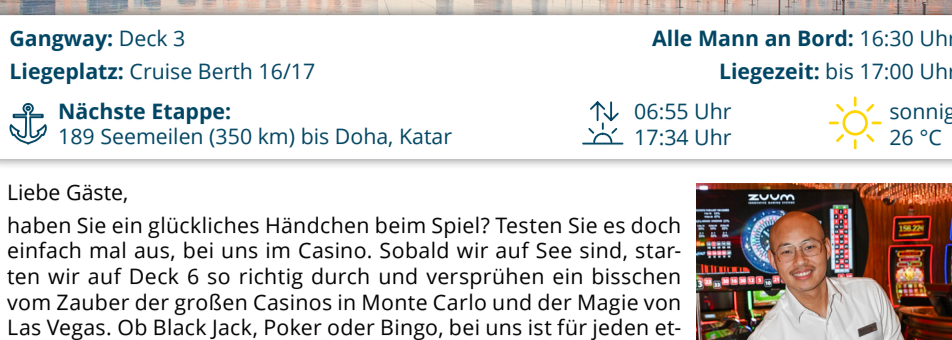 Gangway: Deck 3
Alle Mann an Bord: 16:30 Uhr
Liegeplatz: Cruise Berth 16/17
Liegezeit: bis 17:00 Uhr
Nächste Etappe:
189 Seemeilen (350 km) bis Doha, Katar
06:55 Uhr
17:34 Uhr
sonnig
26 °C
Liebe Gäste,
haben Sie ein glückliches Händchen beim Spiel? Testen Sie es doch
einfach mal aus, bei uns im Casino. Sobald wir auf See sind, star-
ten wir auf Deck 6 so richtig durch und versprühen ein bisschen
vom Zauber der großen Casinos in Monte Carlo und der Magie von
Las Vegas. Ob Black Jack, Poker oder Bingo, bei uns ist für jeden et-
ZUUM